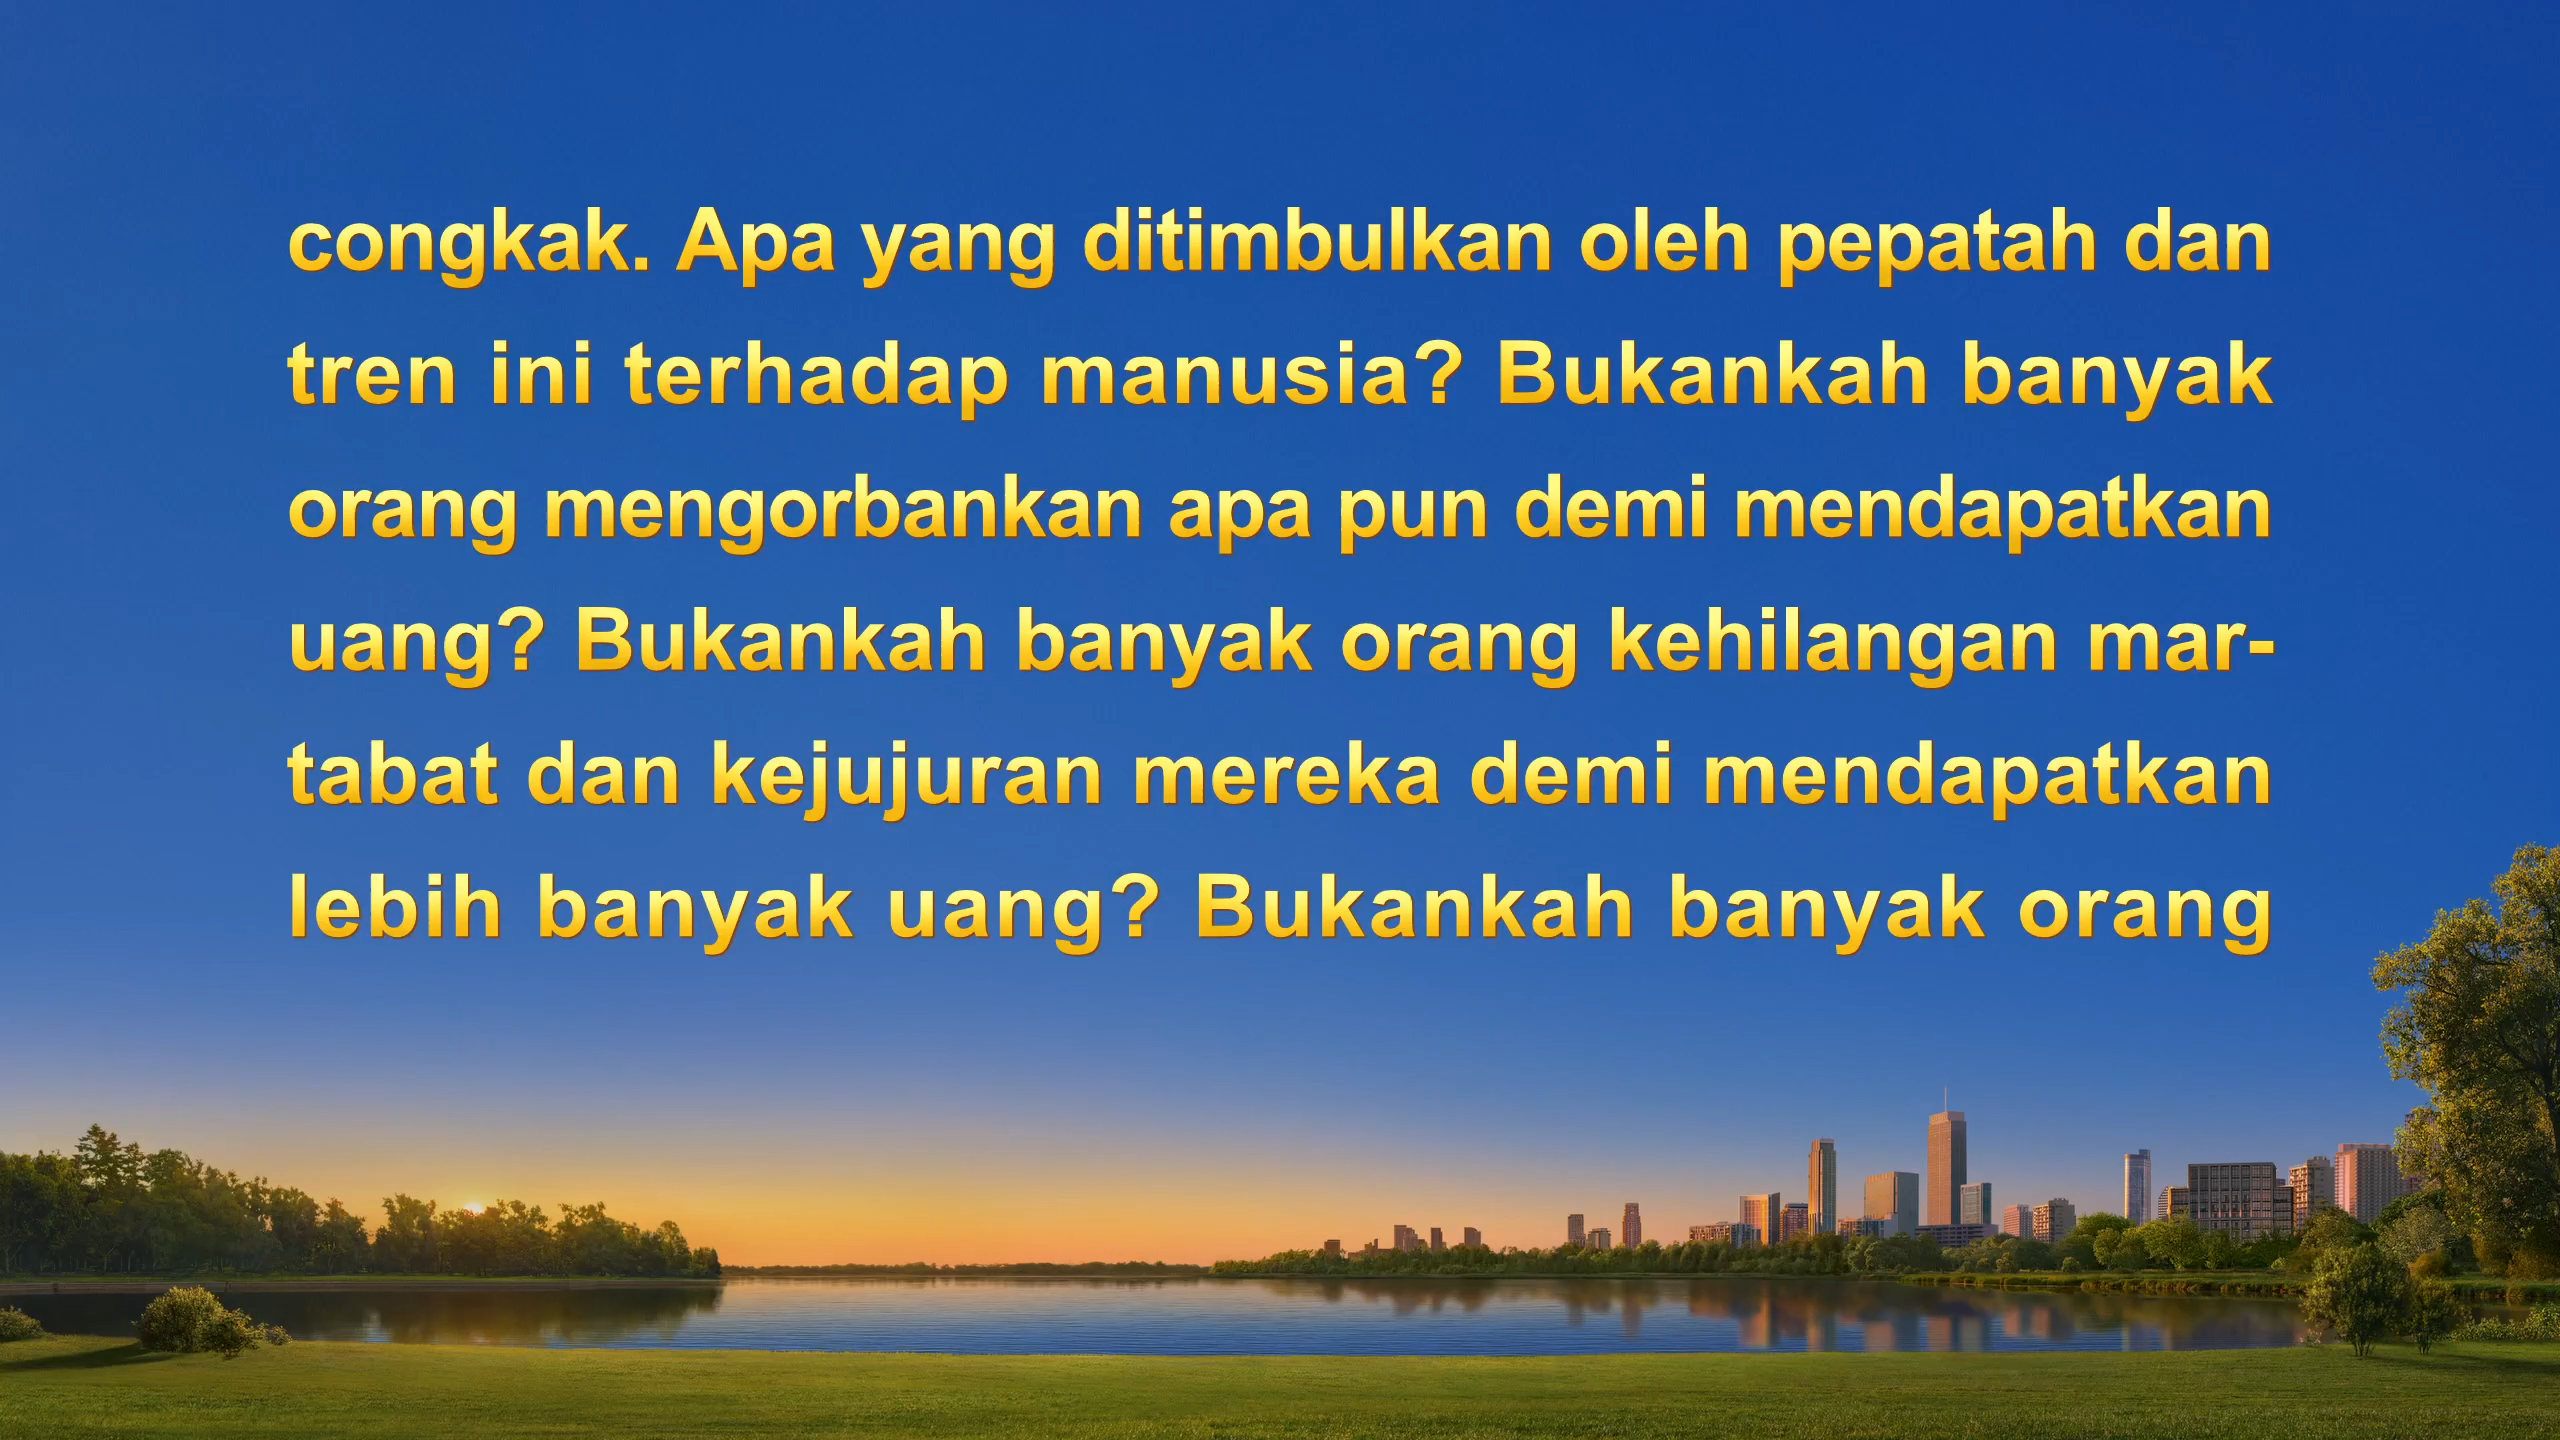 congkak. Apa yang ditimbulkan oleh pepatah dan
tren ini terhadap manusia? Bukankah banyak
orang mengorbankan apa pun demi mendapatkan
uang? Bukankah banyak orang kehilangan mar-
tabat dan kejujuran mereka demi mendapatkan
lebih banyak uang? Bukankah banyak orang